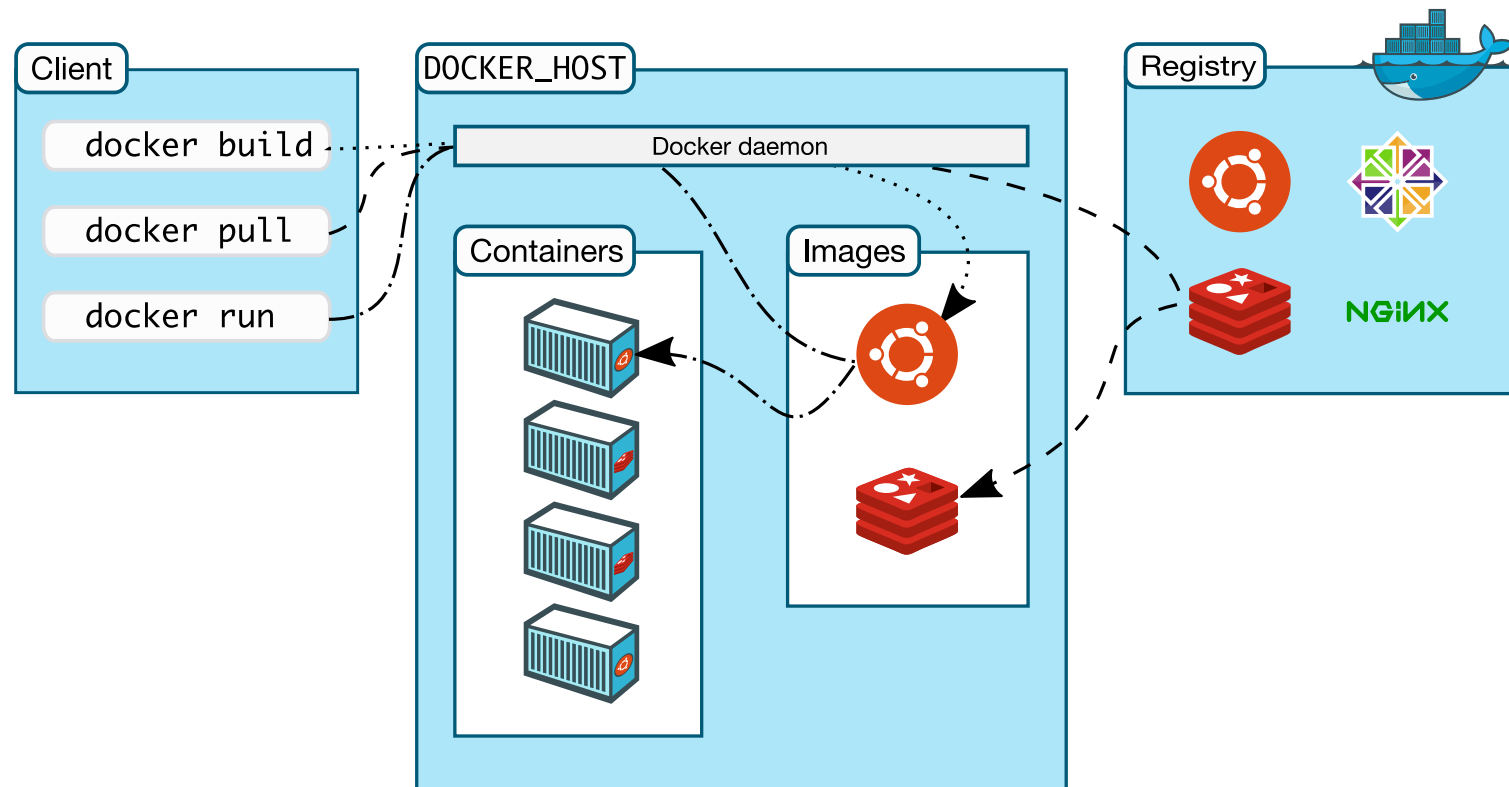 Client
docker build
docker pull
docker run
DOCKER_HOST
Docker daemon
Containers
Images
Registry
NGiNX